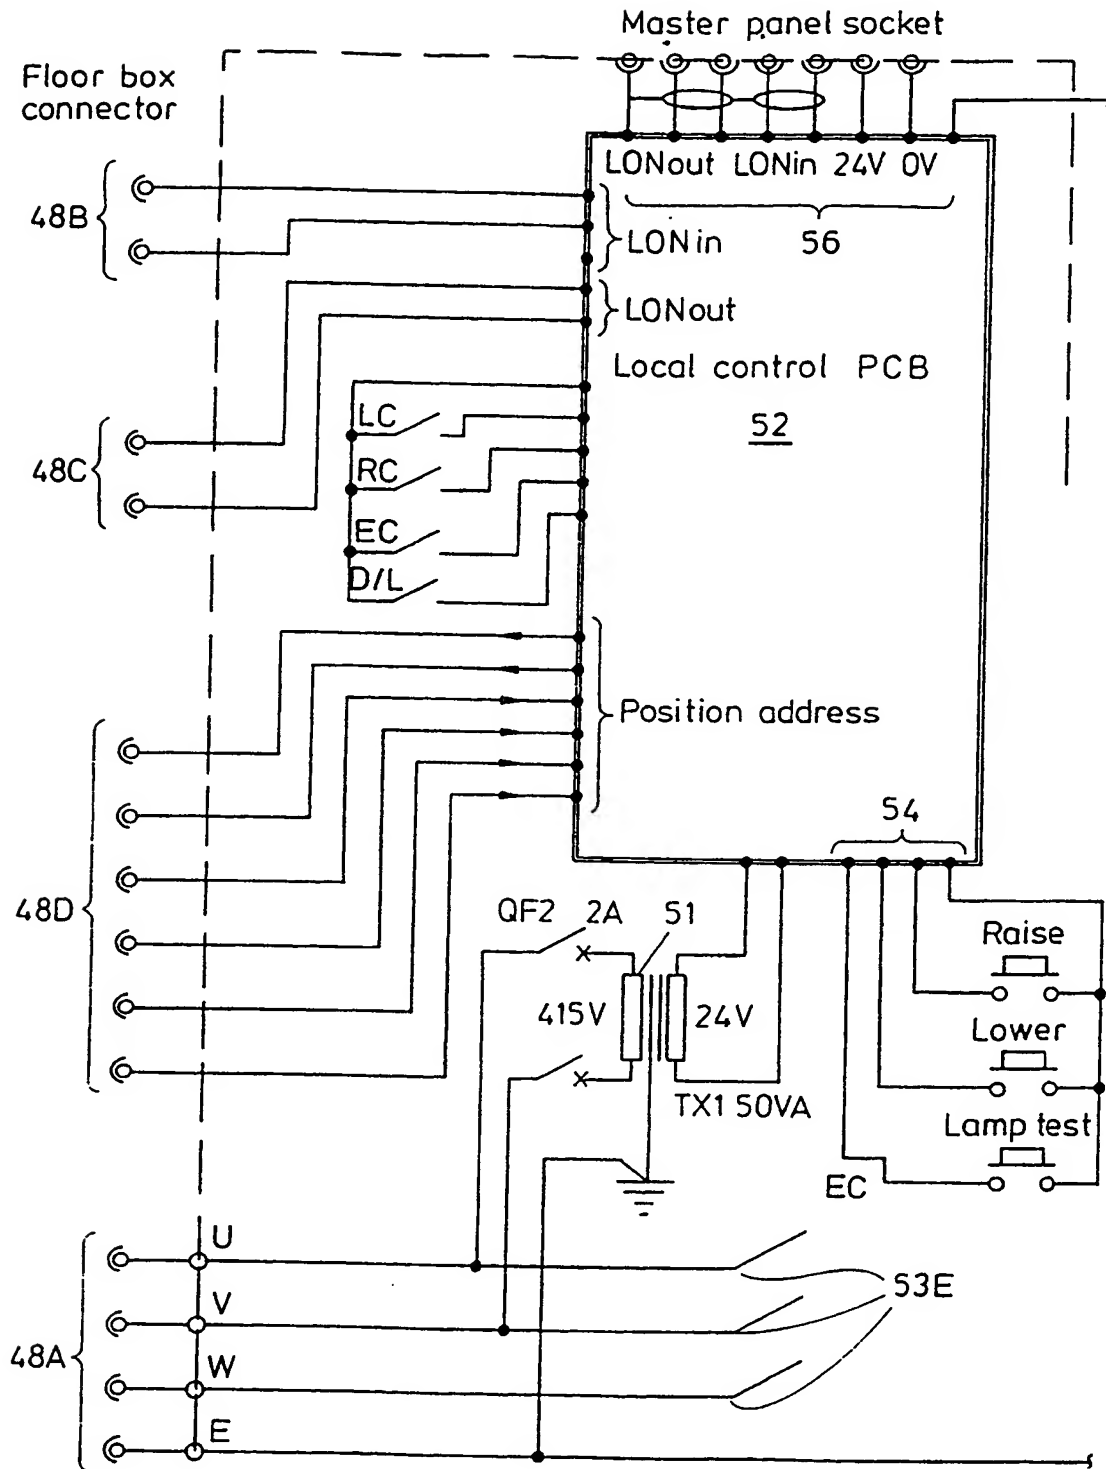 Master panel socket
Floor box
connector
LONout LONin 24V 0V
56
48B
LONin
LONout
Local control PCB
52
LC
RC
EC
D/L
48C
Position address
54
48D
QF2 2A 51
415V 24V
TX1 50VA
Raise
Lower
Lamp test
EC
U
V
W
E
53E
48A